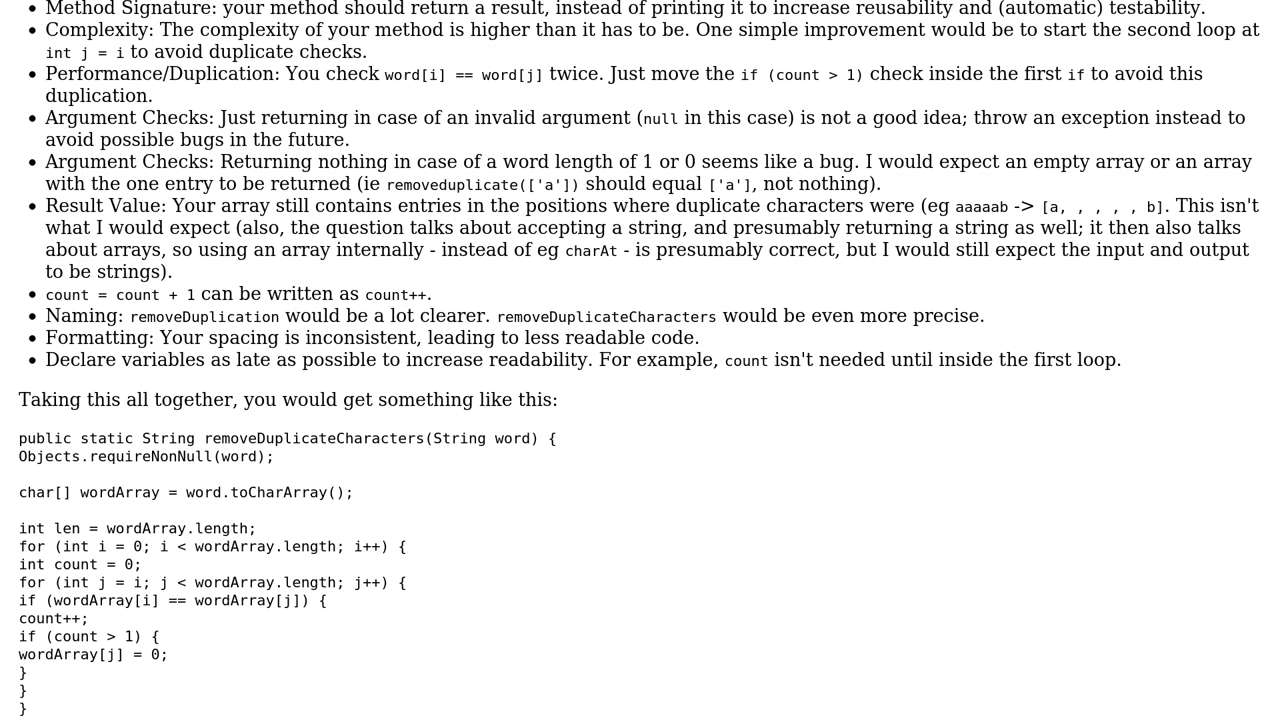 • Method Signature: your method should return a result, instead of printing it to increase reusability and (automatic) testability.
• Complexity: The complexity of your method is higher than it has to be. One simple improvement would be to start the second loop at
int j = i to avoid duplicate checks.
• Performance/Duplication: You check word[i] == word[j] twice. Just move the if (count > 1) check inside the first if to avoid this
duplication.
• Argument Checks: Just returning in case of an invalid argument (null in this case) is not a good idea; throw an exception instead to
avoid possible bugs in the future.
• Argument Checks: Returning nothing in case of a word length of 1 or 0 seems like a bug. I would expect an empty array or an array
with the one entry to be returned (ie removeduplicate(['a']) should equal ['a'], not nothing).
• Result Value: Your array still contains entries in the positions where duplicate characters were (eg aaaaab -> [a, , , , , b]. This isn't
what I would expect (also, the question talks about accepting a string, and presumably returning a string as well; it then also talks
about arrays, so using an array internally - instead of eg charAt - is presumably correct, but I would still expect the input and output
to be strings).
• count = count + 1 can be written as count++.
• Naming: removeDuplication would be a lot clearer. removeDuplicateCharacters would be even more precise.
• Formatting: Your spacing is inconsistent, leading to less readable code.
• Declare variables as late as possible to increase readability. For example, count isn't needed until inside the first loop.
Taking this all together, you would get something like this:
public static String removeDuplicateCharacters(String word) {
Objects.requireNonNull(word);
char[] wordArray = word.toCharArray();
int len = wordArray.length;
for (int i = 0; i < wordArray.length; i++) {
int count = 0;
for (int j = i; j < wordArray.length; j++) {
if (wordArray[i] == wordArray[j]) {
count++;
if (count > 1) {
wordArray[j] = 0;
}
}
}